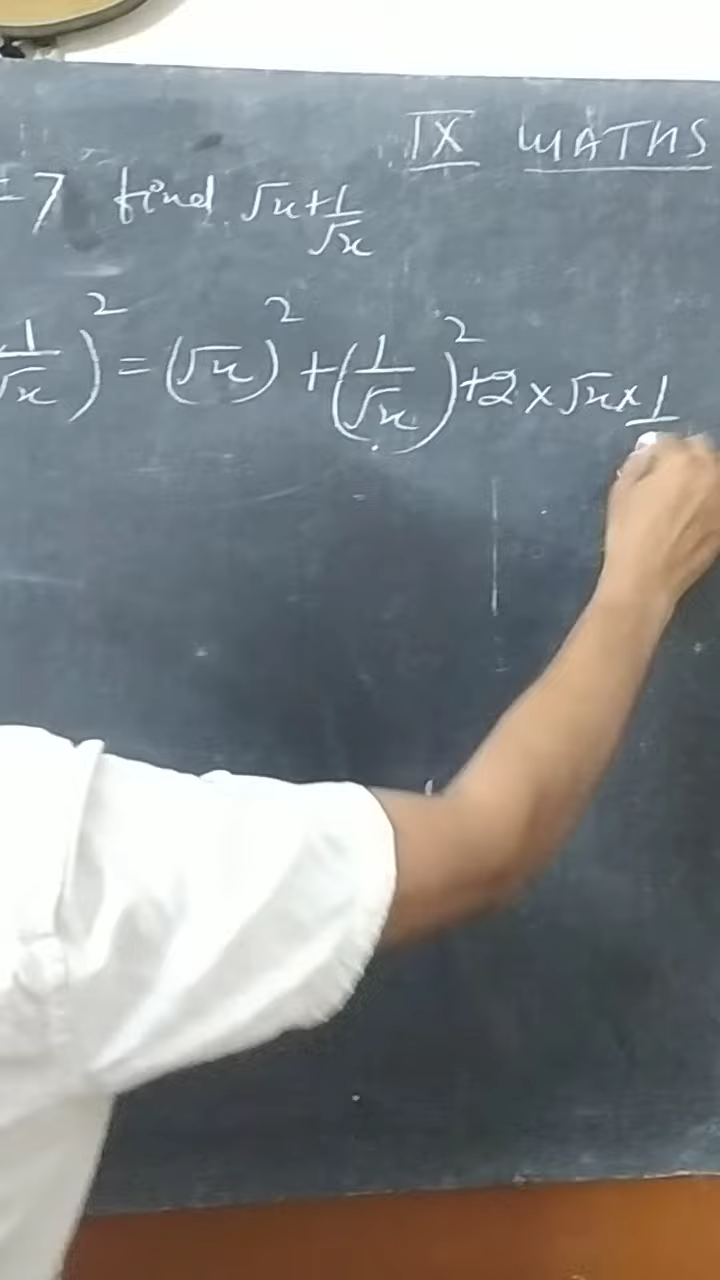 IX MATHS
=7 find √x+1/√x
1/√x)² = (√x)² + (1/√x)² +2 × √x × 1